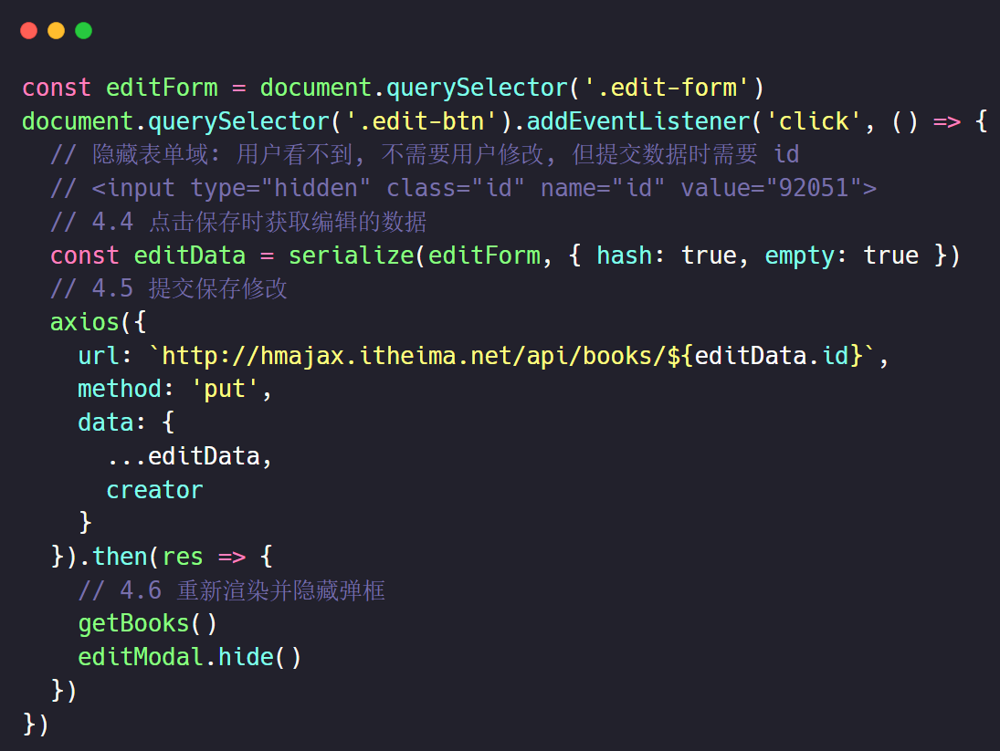 const editForm = document.querySelector('.edit-form')
document.querySelector('.edit-btn').addEventListener('click', () => {
  // 隐藏表单域: 用户看不到, 不需要用户修改, 但提交数据时需要 id
  // <input type="hidden" class="id" name="id" value="92051">
  // 4.4 点击保存时获取编辑的数据
  const editData = serialize(editForm, { hash: true, empty: true })
  // 4.5 提交保存修改
  axios({
    url: `http://hmajax.itheima.net/api/books/${editData.id}`,
    method: 'put',
    data: {
      ...editData,
      creator
    }
  }).then(res => {
    // 4.6 重新渲染并隐藏弹框
    getBooks()
    editModal.hide()
  })
})